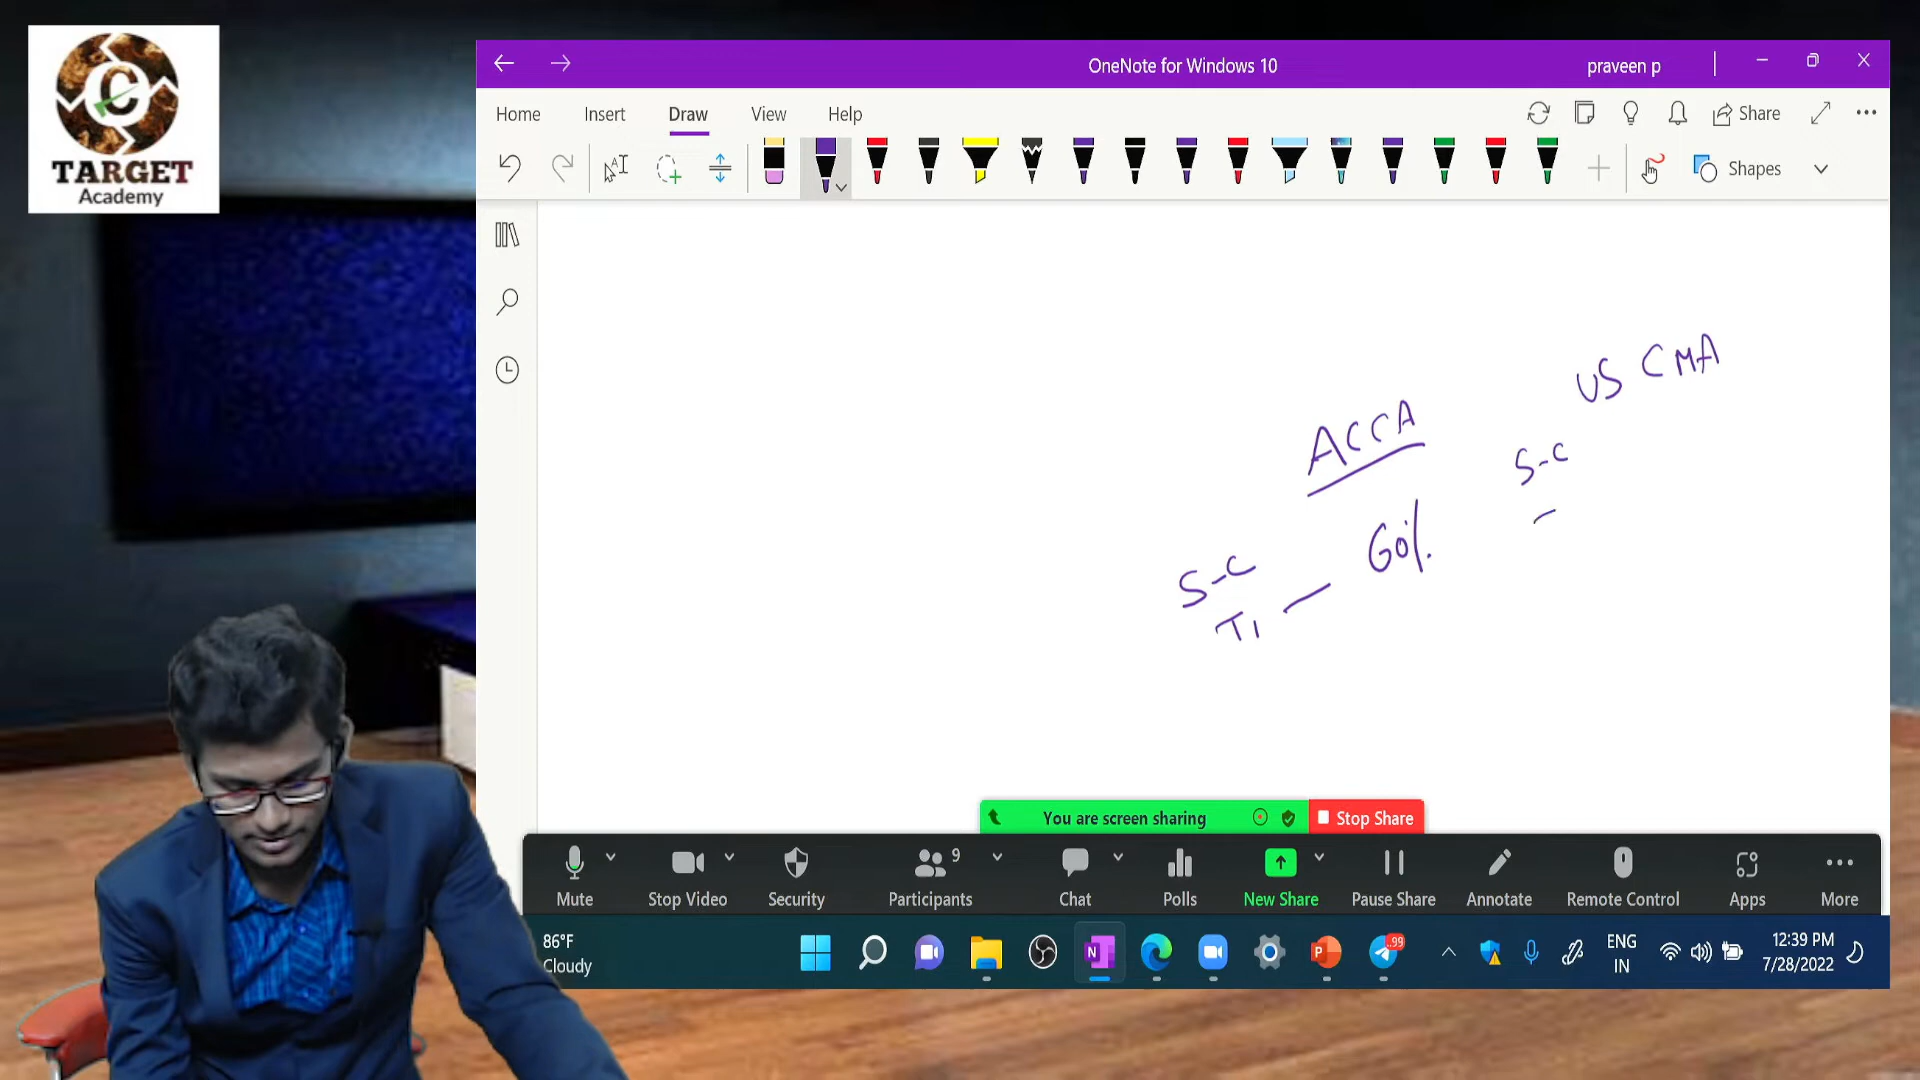 C
TARGET
Academy
OneNote for Windows 10
praveen p
Home Insert Draw View Help
Share
Shapes
US CMA
ACCA
S-C
60%.
S-C
T1
You are screen sharing
Stop Share
9
Mute Stop Video Security Participants Chat Polls New Share Pause Share Annotate Remote Control Apps More
86°F
Cloudy
99
ENG
IN
12:39 PM
7/28/2022